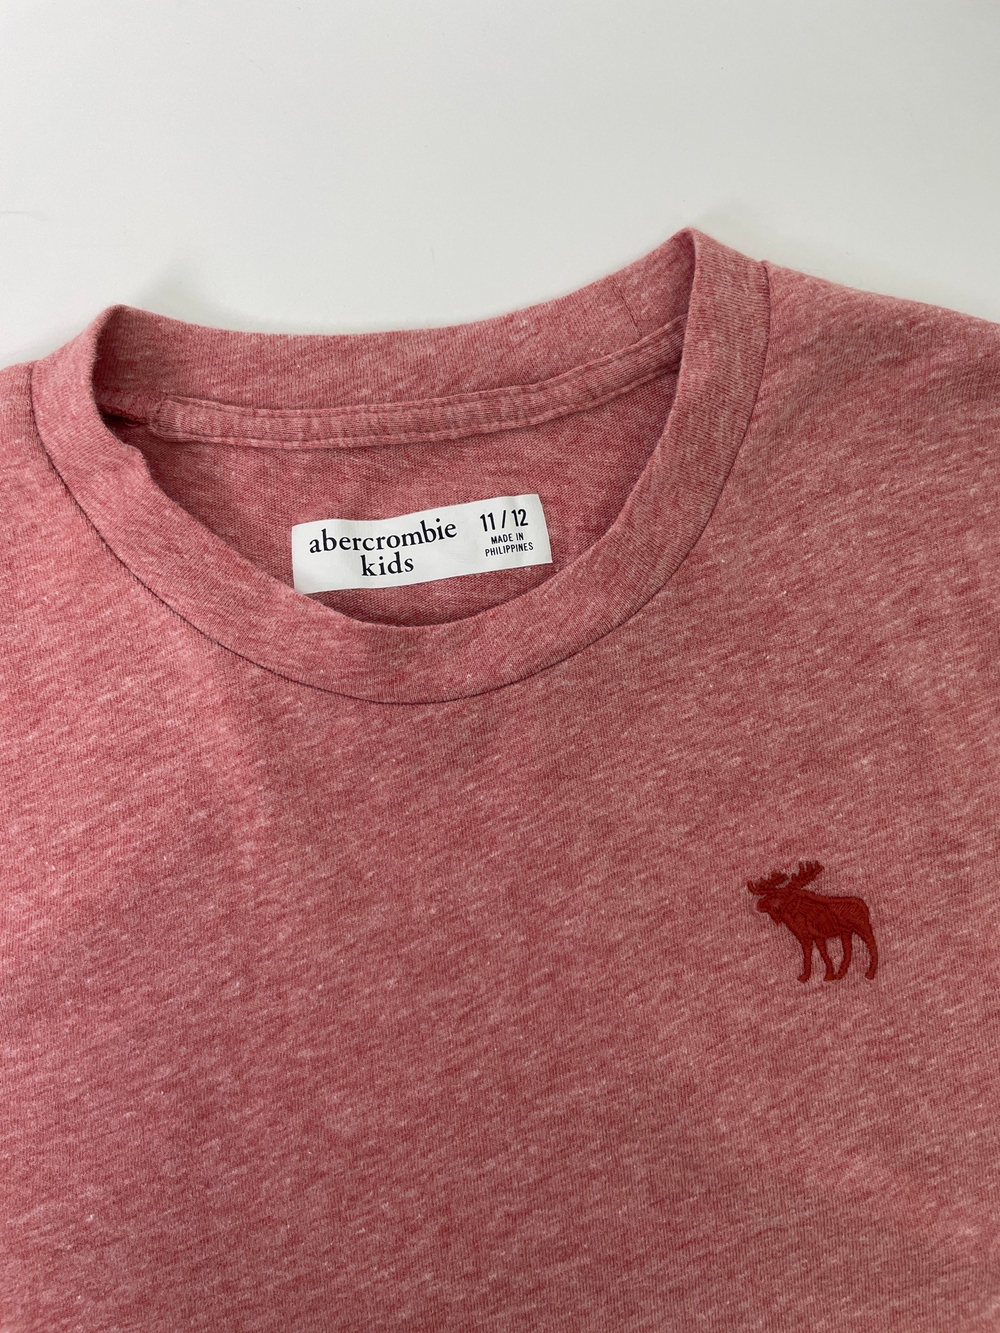 abercrombie
kids
11/12
MADE IN
PHILIPPINES